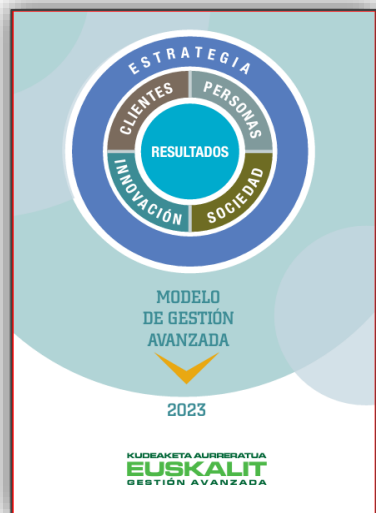 ESTRATEGIA
CLIENTES
PERSONAS
RESULTADOS
INNOVACIÓN
SOCIEDAD
MODELO
DE GESTIÓN
AVANZADA
2023
KUDEAKETA AURRERATUA
EUSKALIT
GESTIÓN AVANZADA